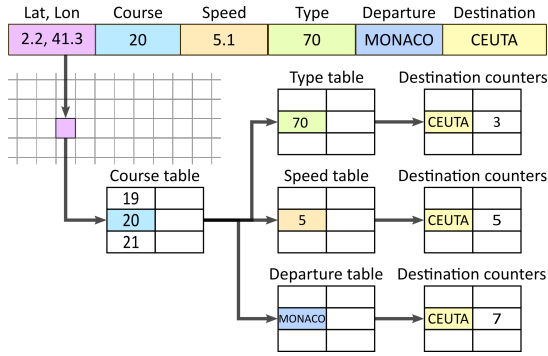 Lat, Lon Course Speed Type Departure Destination
2.2, 41.3 20 5.1 70 MONACO CEUTA
Type table Destination counters
70 CEUTA 3
Course table Speed table Destination counters
19
20 5 CEUTA 5
21
Departure table Destination counters
MONACO CEUTA 7